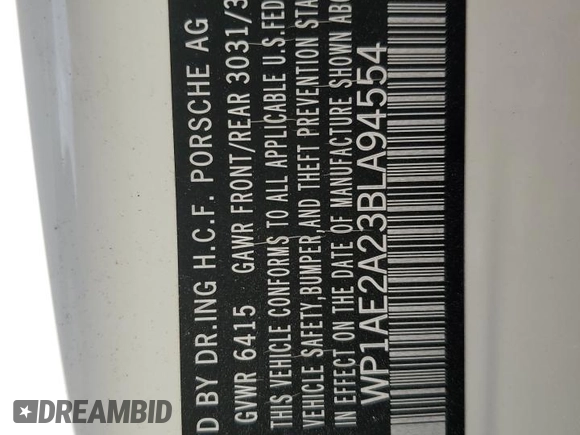 D BY DR.ING H.C.F. PORSCHE AG
GVWR 6415 GAWR FRONT/REAR 3031/3
THIS VEHICLE CONFORMS TO ALL APPLICABLE U.S.FED
VEHICLE SAFETY,BUMPER,AND THEFT PREVENTION STA
IN EFFECT ON THE DATE OF MANUFACTURE SHOWN ABO
WP1AE2A23BLA94554
DREAMBID